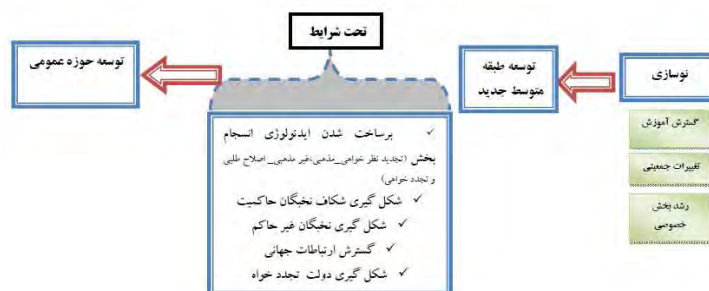 نوسازی
گسترش آموزش
تغییرات جمعیتی
رشد بخش
خصوصی
توسعه طبقه
متوسط جدید
تحت شرایط
✓ برساخت شدن ایدئولوژی انسجام
بخش (تجدید نظر خواهی_مذهبی،غیر مذهبی_ اصلاح طلبی
و تجدد خواهی)
✓ شکل گیری شکاف نخبگان حاکمیت
✓ شکل گیری نخبگان غیر حاکم
✓ گسترش ارتباطات جهانی
✓ شکل گیری دولت تجدد خواه
توسعه حوزه عمومی